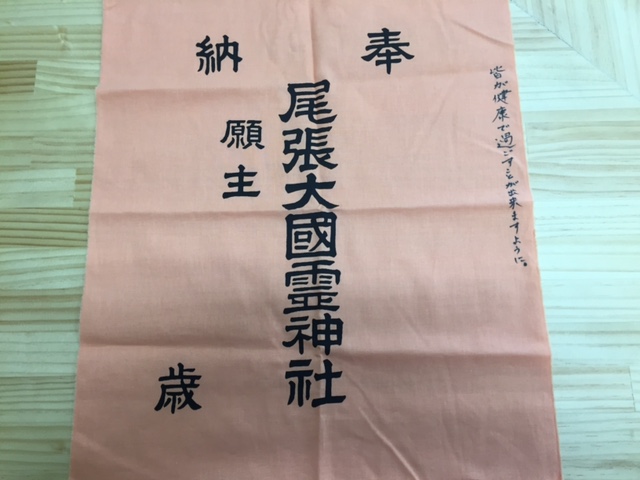 皆が健康で過ごすことが出来ますように。
奉納
尾張大國霊神社
願主
歳